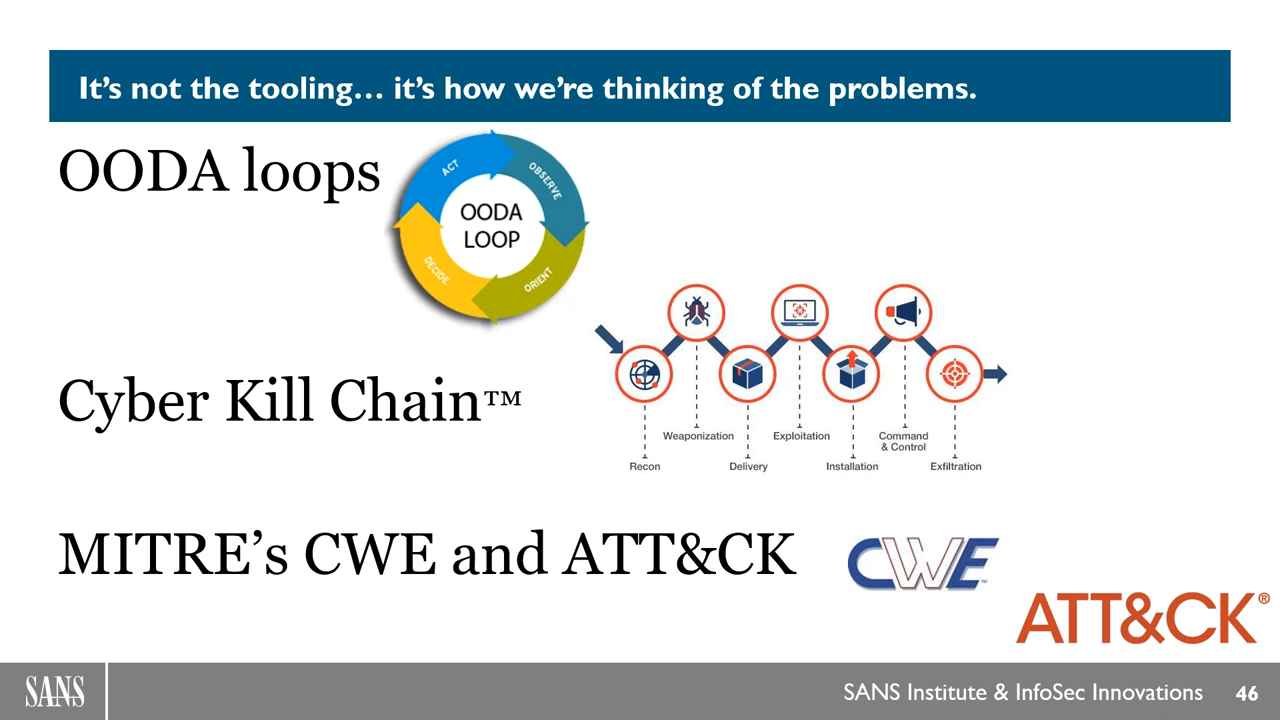 It’s not the tooling… it’s how we’re thinking of the problems.
OODA loops
ACT
OBSERVE
OODA
LOOP
DECIDE
ORIENT
Cyber Kill Chain™
Weaponization
Exploitation
Command
& Control
Recon
Delivery
Installation
Exfiltration
MITRE’s CWE and ATT&CK
CWE™
ATT&CK®
SANS
SANS Institute & InfoSec Innovations
46